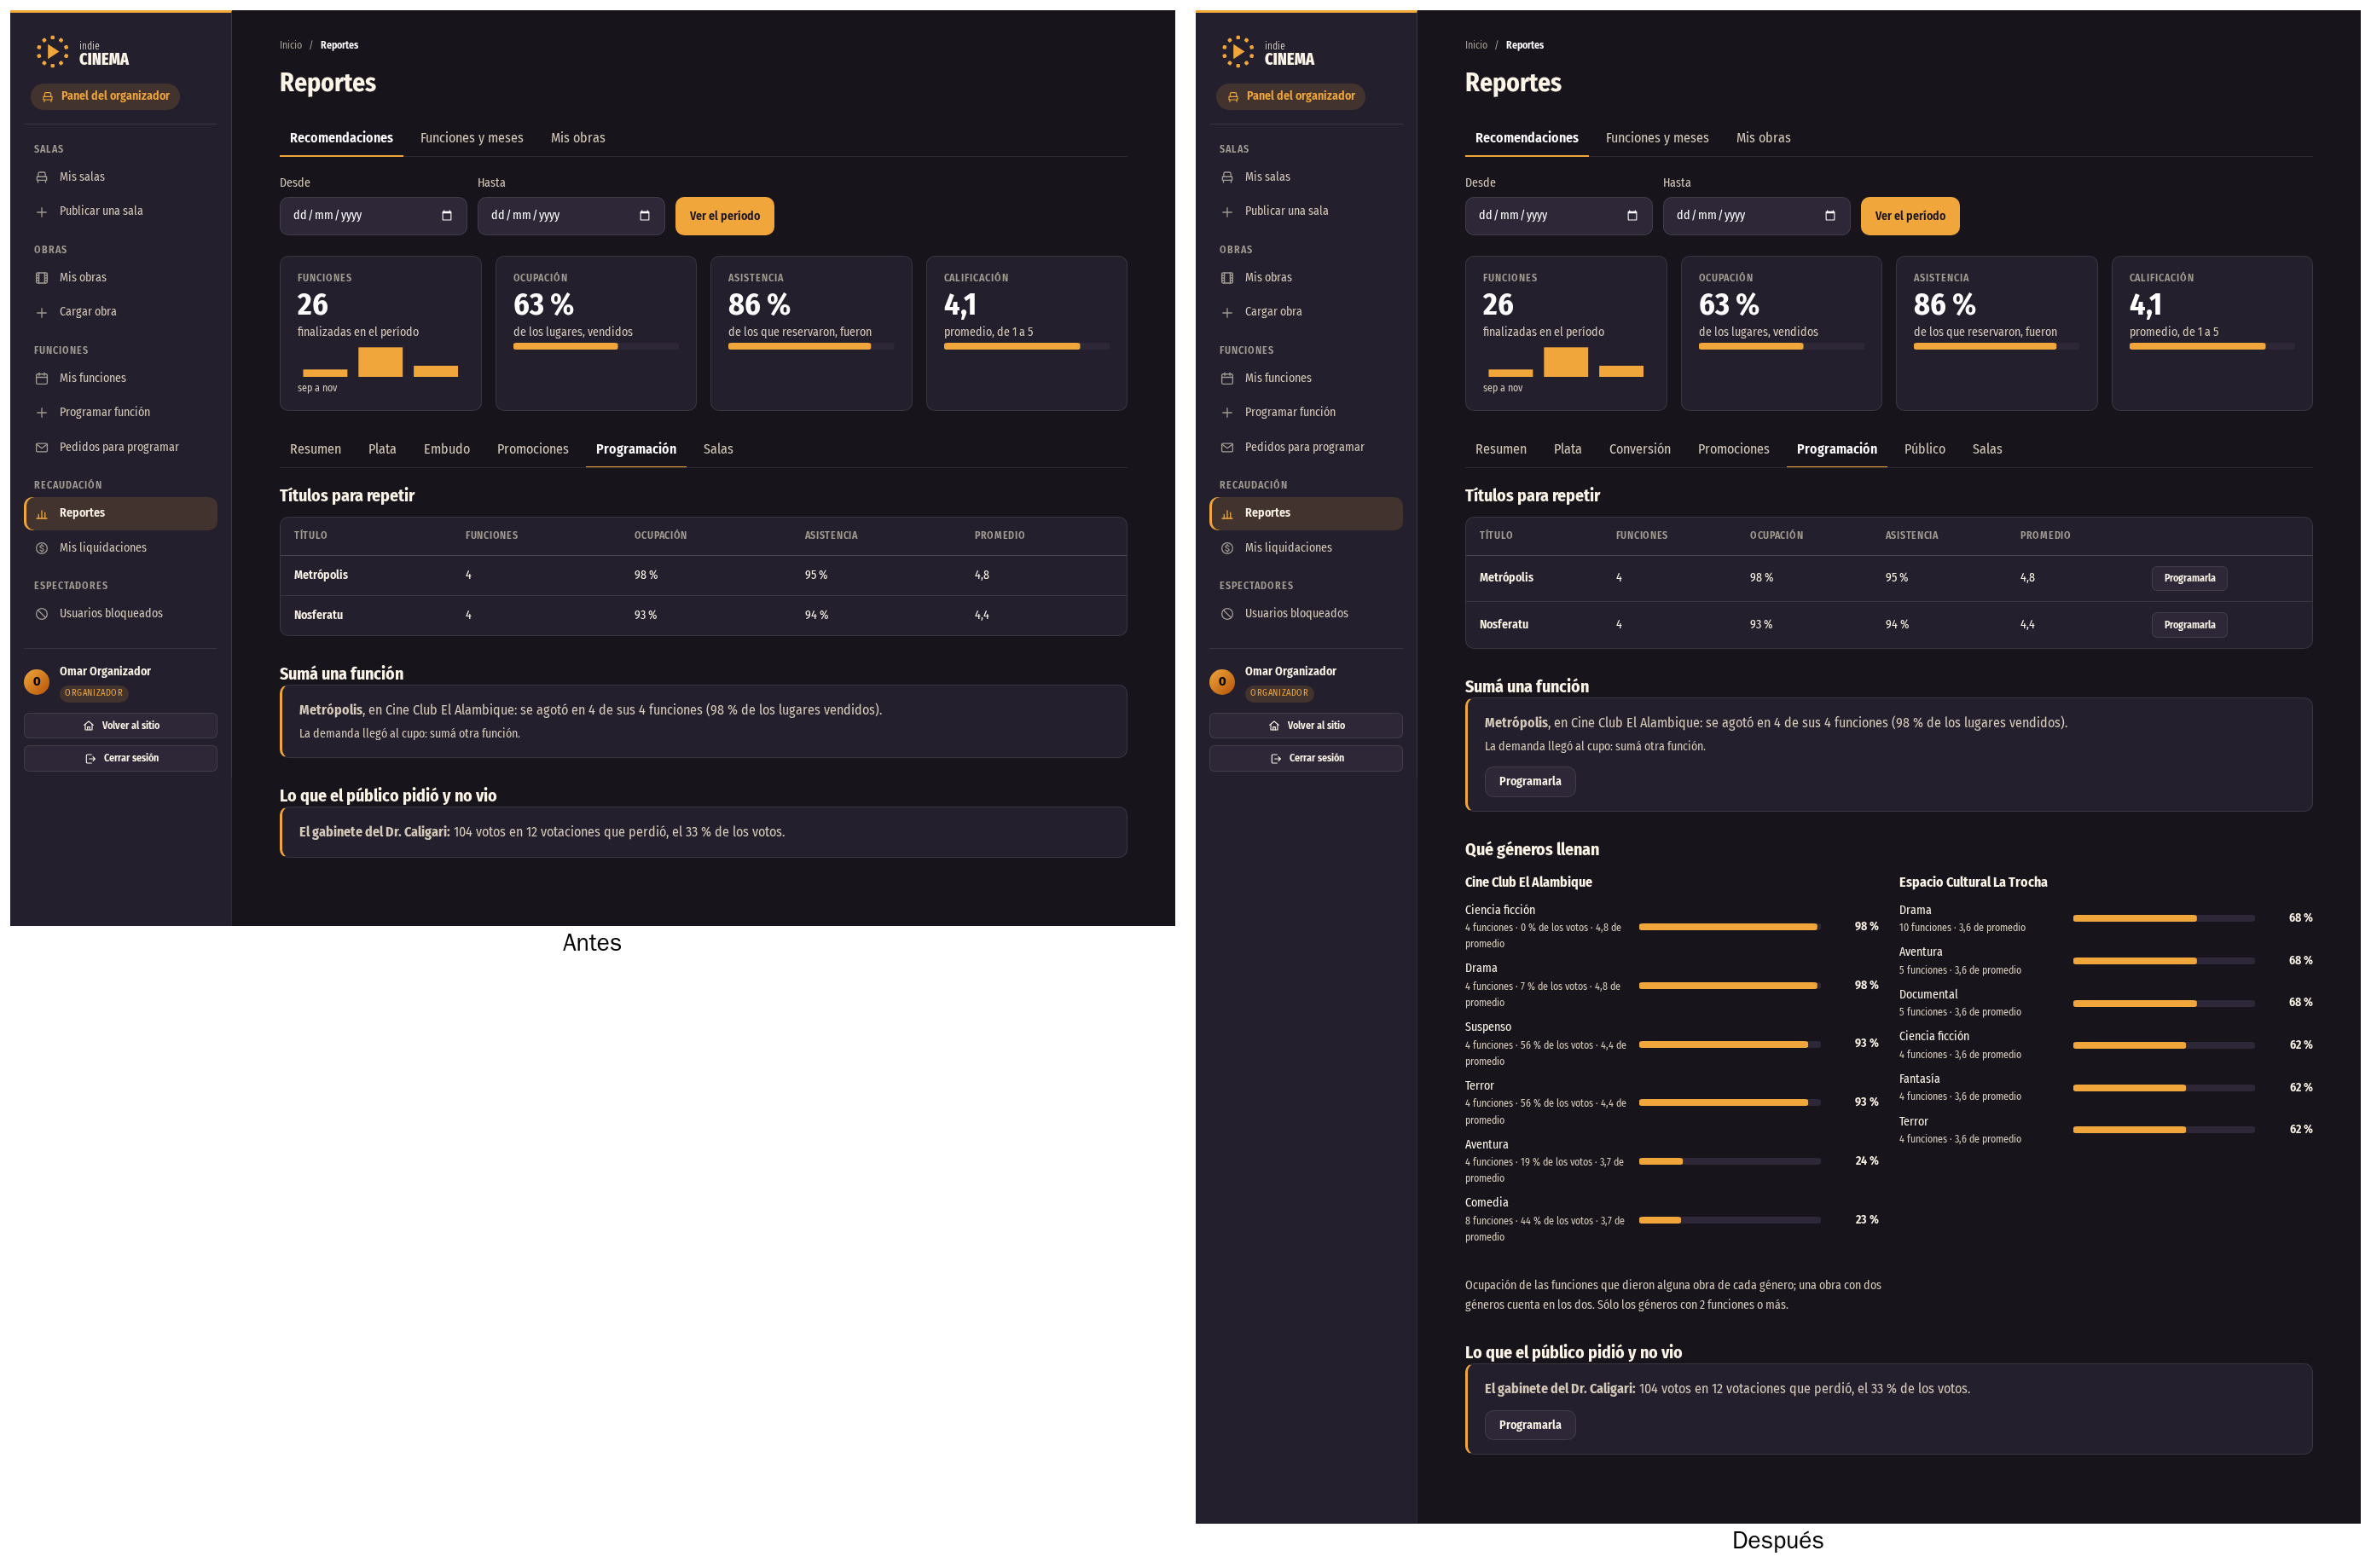 indie
CINEMA
Panel del organizador
SALAS
Mis salas
Publicar una sala
OBRAS
Mis obras
Cargar obra
FUNCIONES
Mis funciones
Programar función
Pedidos para programar
RECAUDACIÓN
Reportes
Mis liquidaciones
ESPECTADORES
Usuarios bloqueados
O
Omar Organizador
ORGANIZADOR
Volver al sitio
Cerrar sesión
Inicio / Reportes
Reportes
Recomendaciones Funciones y meses Mis obras
Desde Hasta
dd/mm/yyyy dd/mm/yyyy Ver el período
FUNCIONES
26
finalizadas en el período
sep a nov
OCUPACIÓN
63 %
de los lugares, vendidos
ASISTENCIA
86 %
de los que reservaron, fueron
CALIFICACIÓN
4,1
promedio, de 1 a 5
Resumen Plata Embudo Promociones Programación Salas
Títulos para repetir
TÍTULO FUNCIONES OCUPACIÓN ASISTENCIA PROMEDIO
Metrópolis 4 98 % 95 % 4,8
Nosferatu 4 93 % 94 % 4,4
Sumá una función
Metrópolis, en Cine Club El Alambique: se agotó en 4 de sus 4 funciones (98 % de los lugares vendidos).
La demanda llegó al cupo: sumá otra función.
Lo que el público pidió y no vio
El gabinete del Dr. Caligari: 104 votos en 12 votaciones que perdió, el 33 % de los votos.
Antes
indie
CINEMA
Panel del organizador
SALAS
Mis salas
Publicar una sala
OBRAS
Mis obras
Cargar obra
FUNCIONES
Mis funciones
Programar función
Pedidos para programar
RECAUDACIÓN
Reportes
Mis liquidaciones
ESPECTADORES
Usuarios bloqueados
O
Omar Organizador
ORGANIZADOR
Volver al sitio
Cerrar sesión
Inicio / Reportes
Reportes
Recomendaciones Funciones y meses Mis obras
Desde Hasta
dd/mm/yyyy dd/mm/yyyy Ver el período
FUNCIONES
26
finalizadas en el período
sep a nov
OCUPACIÓN
63 %
de los lugares, vendidos
ASISTENCIA
86 %
de los que reservaron, fueron
CALIFICACIÓN
4,1
promedio, de 1 a 5
Resumen Plata Conversión Promociones Programación Público Salas
Títulos para repetir
TÍTULO FUNCIONES OCUPACIÓN ASISTENCIA PROMEDIO
Metrópolis 4 98 % 95 % 4,8 Programarla
Nosferatu 4 93 % 94 % 4,4 Programarla
Sumá una función
Metrópolis, en Cine Club El Alambique: se agotó en 4 de sus 4 funciones (98 % de los lugares vendidos).
La demanda llegó al cupo: sumá otra función.
Programarla
Qué géneros llenan
Cine Club El Alambique
Ciencia ficción
4 funciones · 0 % de los votos · 4,8 de
promedio
98 %
Drama
4 funciones · 7 % de los votos · 4,8 de
promedio
98 %
Suspenso
4 funciones · 56 % de los votos · 4,4 de
promedio
93 %
Terror
4 funciones · 56 % de los votos · 4,4 de
promedio
93 %
Aventura
4 funciones · 19 % de los votos · 3,7 de
promedio
24 %
Comedia
8 funciones · 44 % de los votos · 3,7 de
promedio
23 %
Espacio Cultural La Trocha
Drama
10 funciones · 3,6 de promedio
68 %
Aventura
5 funciones · 3,6 de promedio
68 %
Documental
5 funciones · 3,6 de promedio
68 %
Ciencia ficción
4 funciones · 3,6 de promedio
62 %
Fantasía
4 funciones · 3,6 de promedio
62 %
Terror
4 funciones · 3,6 de promedio
62 %
Ocupación de las funciones que dieron alguna obra de cada género; una obra con dos
géneros cuenta en los dos. Sólo los géneros con 2 funciones o más.
Lo que el público pidió y no vio
El gabinete del Dr. Caligari: 104 votos en 12 votaciones que perdió, el 33 % de los votos.
Programarla
Después